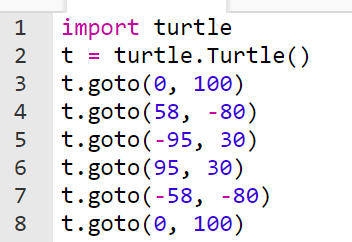 1 import turtle
2 t = turtle.Turtle()
3 t.goto(0, 100)
4 t.goto(58, -80)
5 t.goto(-95, 30)
6 t.goto(95, 30)
7 t.goto(-58, -80)
8 t.goto(0, 100)